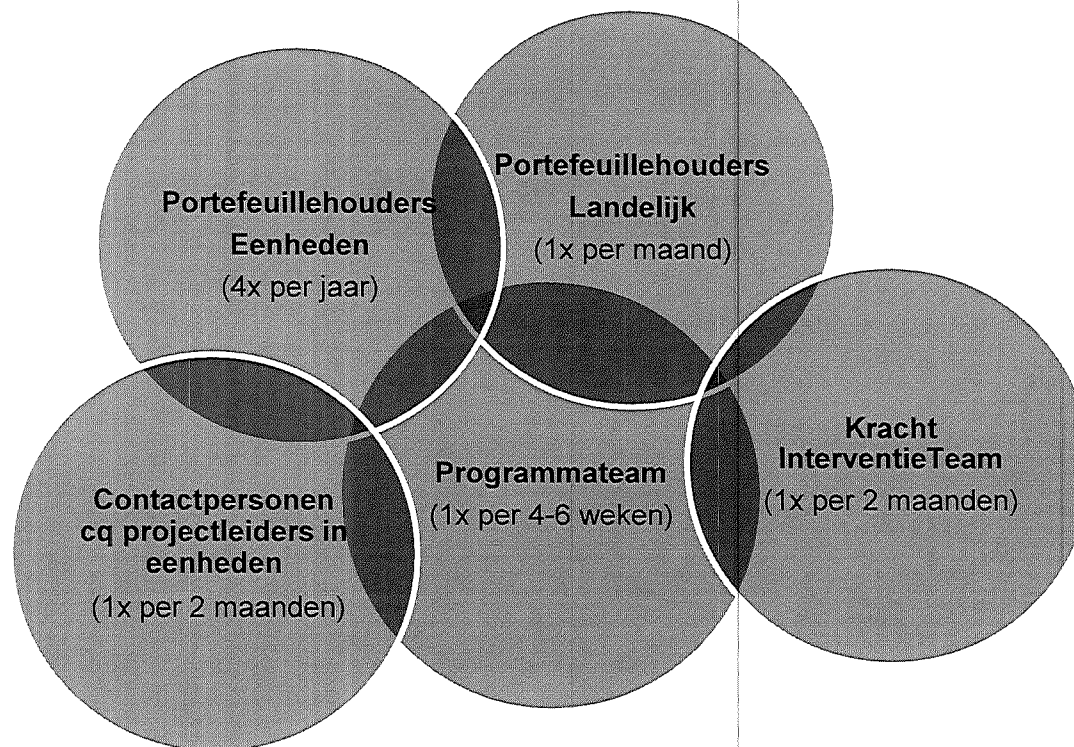 Portefeuillehouders
Eenheden
(4x per jaar)
Portefeuillehouders
Landelijk
(1x per maand)
Contactpersonen
cq projectleiders in
eenheden
(1x per 2 maanden)
Programmateam
(1x per 4-6 weken)
Kracht
InterventieTeam
(1x per 2 maanden)